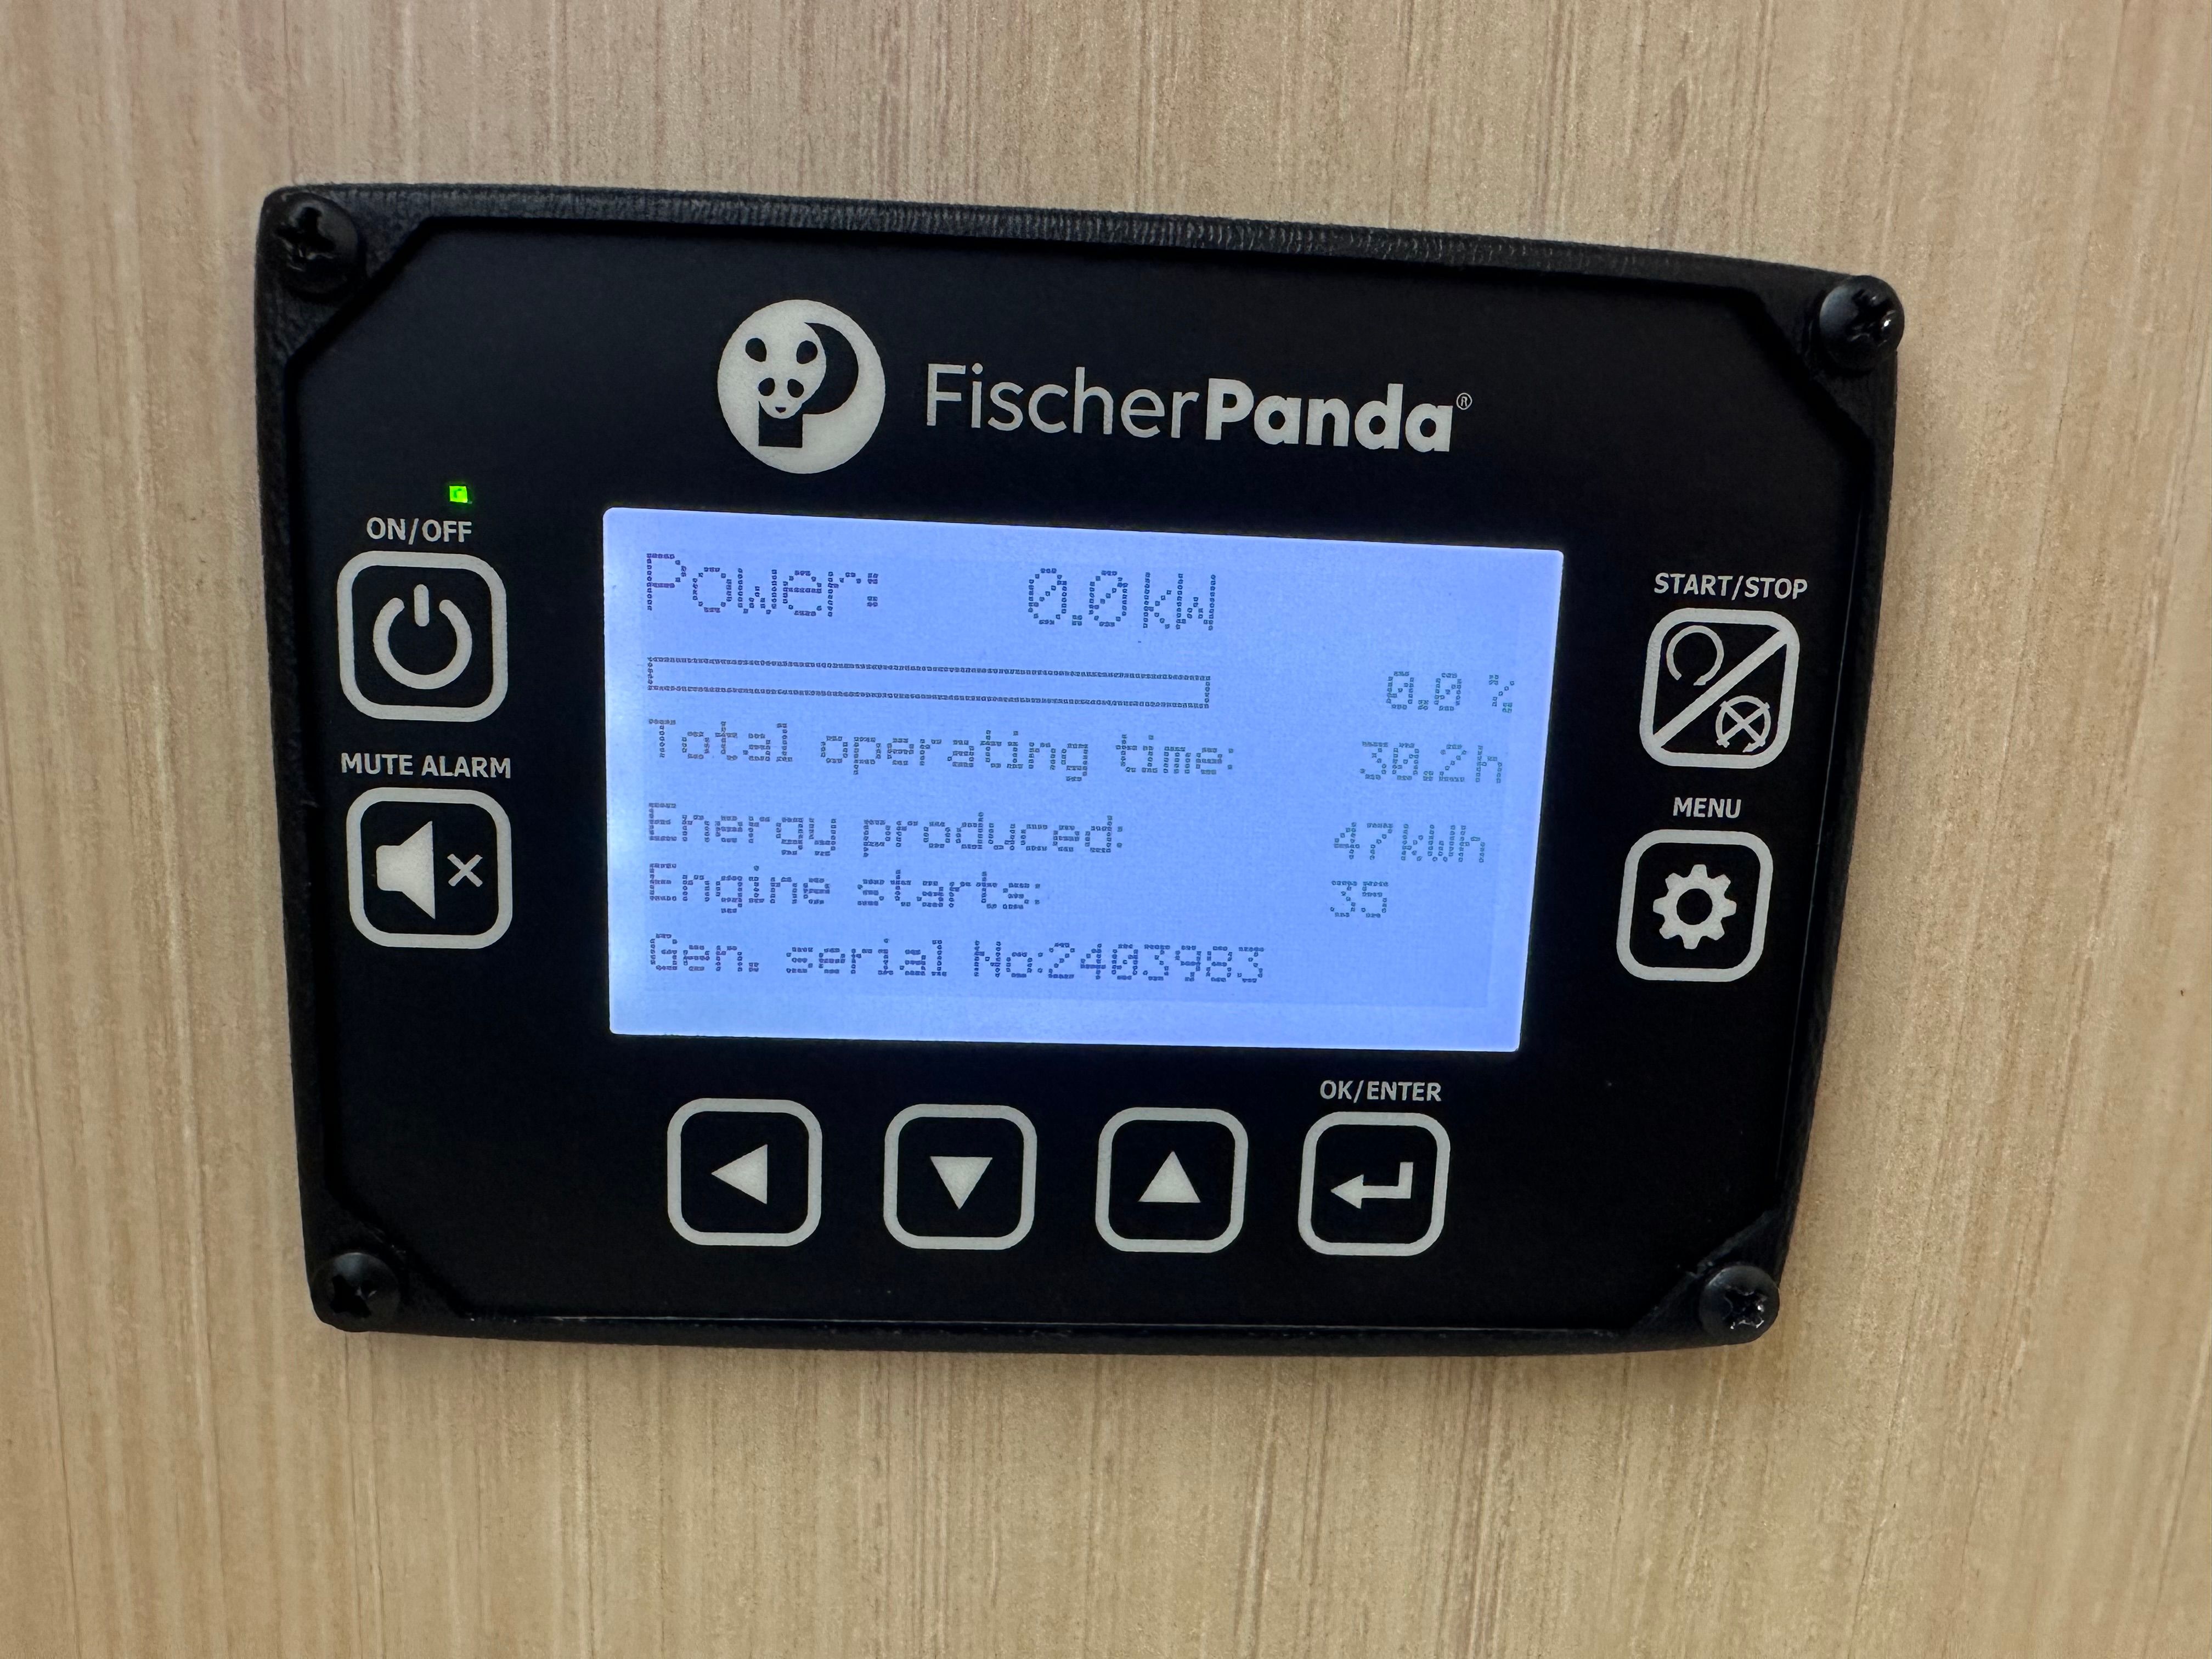 FischerPanda®
ON/OFF
MUTE ALARM
Power: 0.0kW
0.0 %
Total operating time: 30.2h
Energy produced: 47kWh
Engine starts: 35
Gen. serial No:2403983
START/STOP
MENU
OK/ENTER